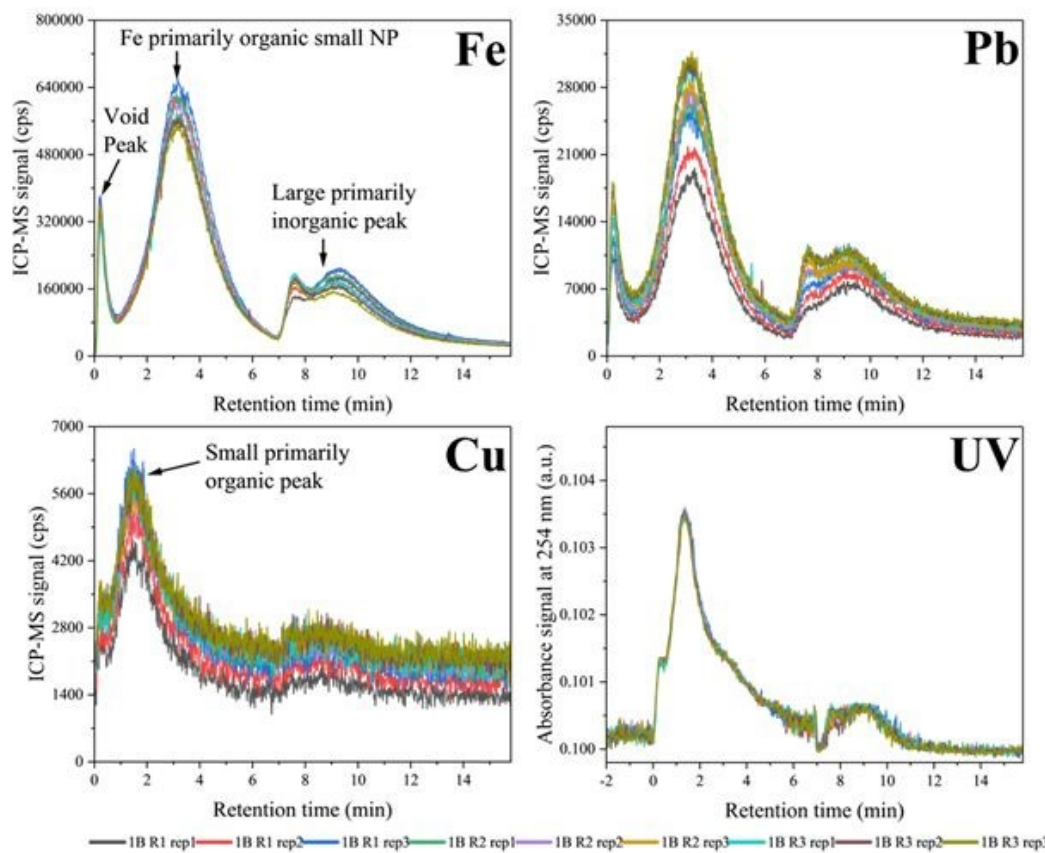 Fe
800000
640000
480000
320000
160000
0
ICP-MS signal (cps)
Fe primarily organic small NP
Void
Peak
Large primarily
inorganic peak
0 2 4 6 8 10 12 14
Retention time (min)
Pb
35000
28000
21000
14000
7000
0
ICP-MS signal (cps)
0 2 4 6 8 10 12 14
Retention time (min)
Cu
7000
5600
4200
2800
1400
0
ICP-MS signal (cps)
Small primarily
organic peak
0 2 4 6 8 10 12 14
Retention time (min)
UV
0.104
0.103
0.102
0.101
0.100
Absorbance signal at 254 nm (a.u.)
-2 0 2 4 6 8 10 12 14
Retention time (min)
1B R1 rep1 1B R1 rep2 1B R1 rep3 1B R2 rep1 1B R2 rep2 1B R2 rep3 1B R3 rep1 1B R3 rep2 1B R3 rep3